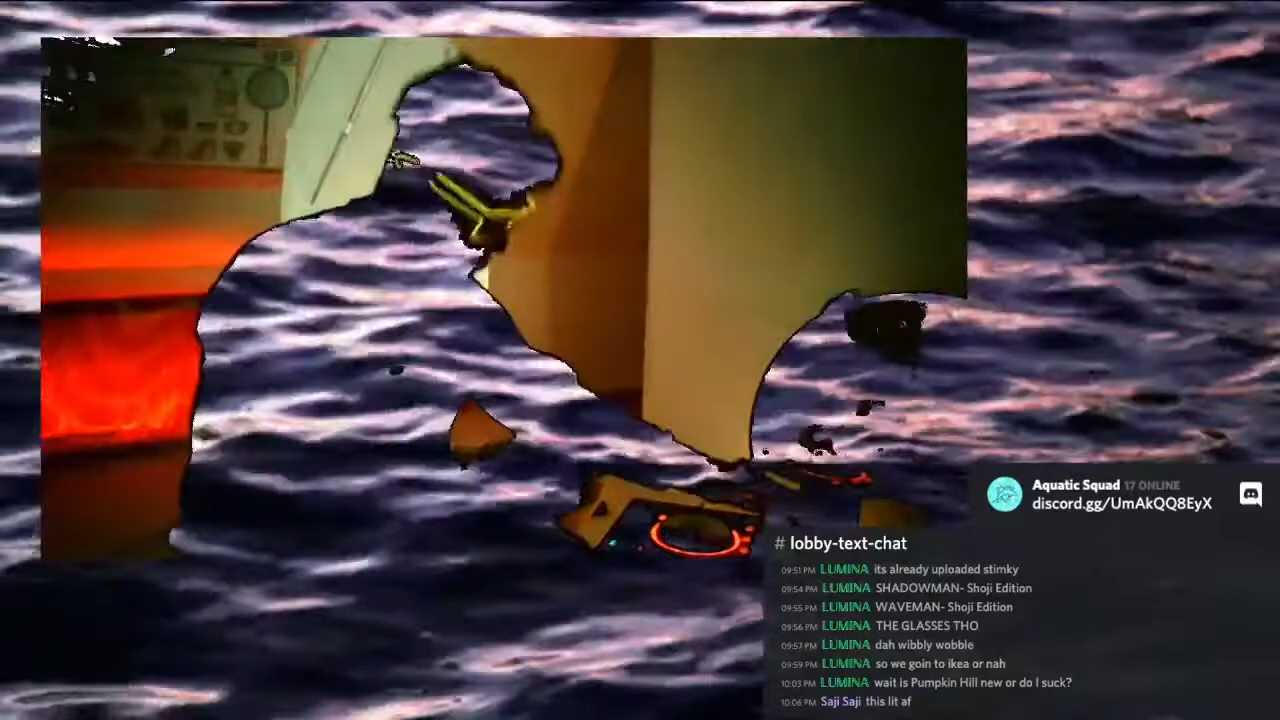 Aquatic Squad 17 ONLINE
discord.gg/UmAkQQ8EyX
# lobby-text-chat
09:51 PM LUMINA its already uploaded stimky
09:54 PM LUMINA SHADOWMAN- Shoji Edition
09:55 PM LUMINA WAVEMAN- Shoji Edition
09:56 PM LUMINA THE GLASSES THO
09:57 PM LUMINA dah wibbly wobble
09:59 PM LUMINA so we goin to ikea or nah
10:03 PM LUMINA wait is Pumpkin Hill new or do I suck?
10:06 PM Saji Saji this lit af